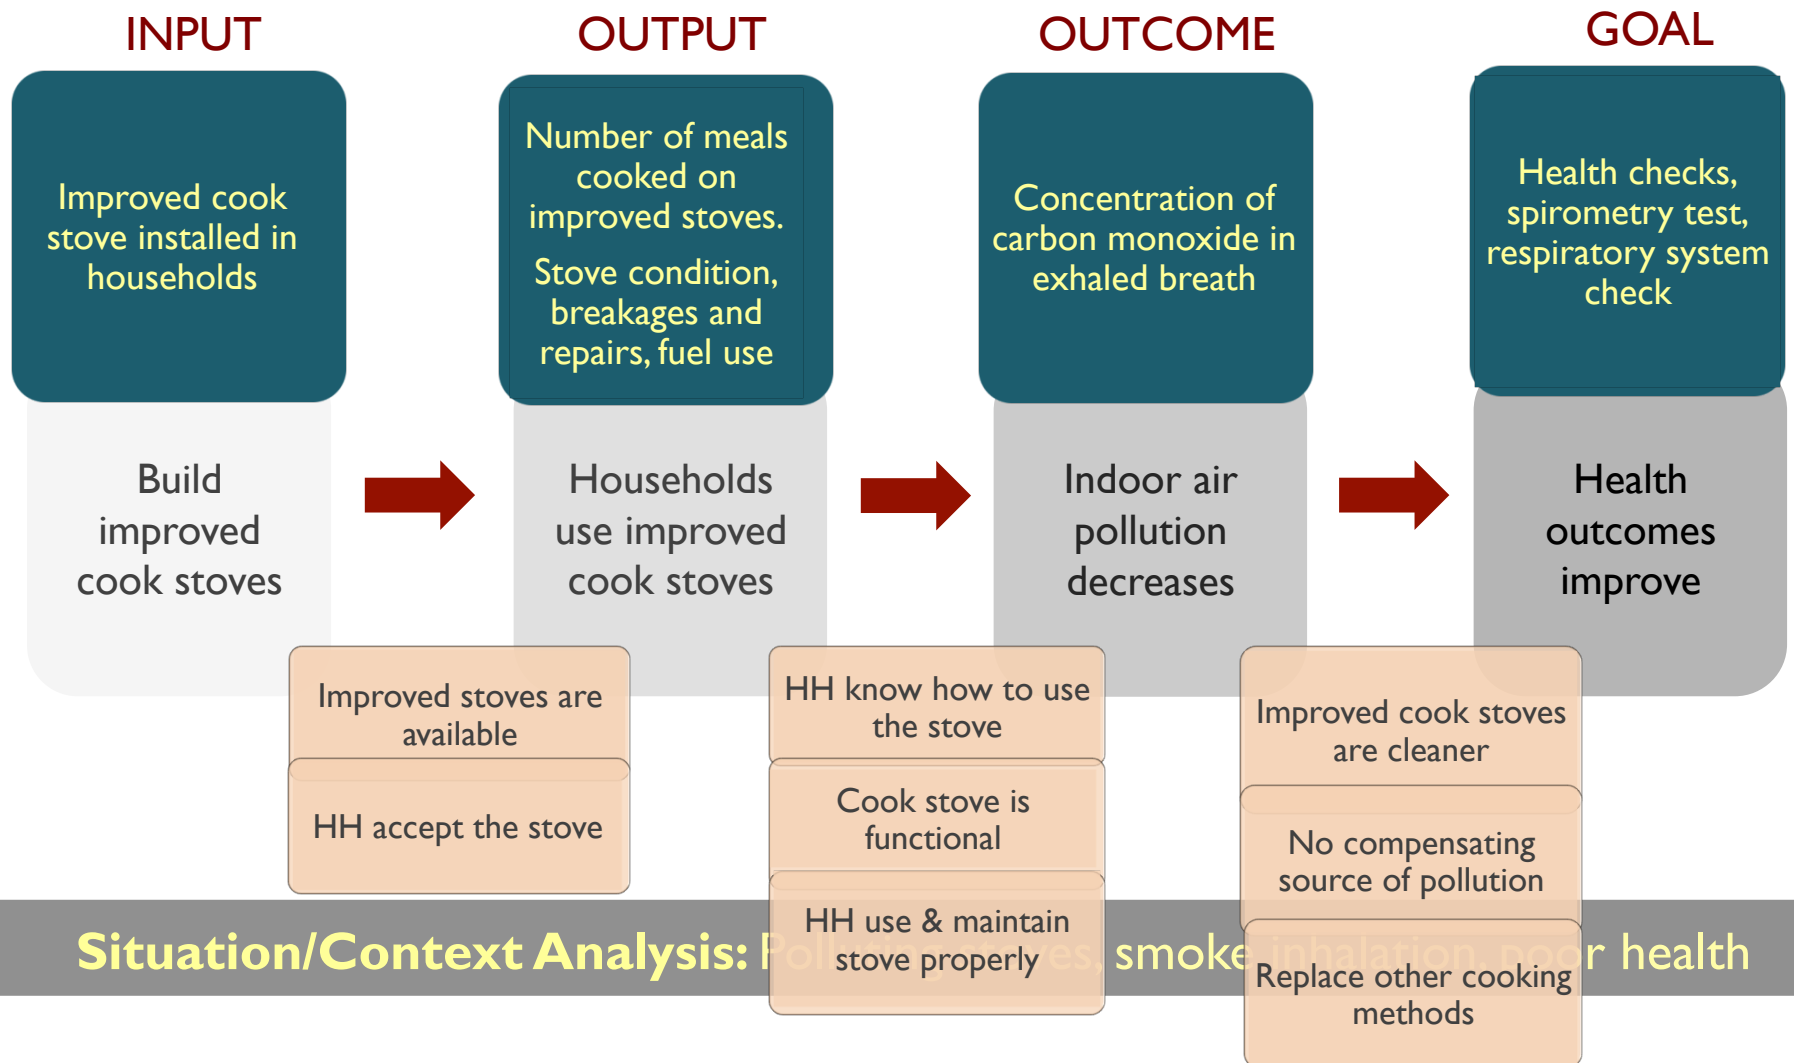 INPUT
OUTPUT
OUTCOME
GOAL
Improved cook
stove installed in
households
Number of meals
cooked on
improved stoves.
Stove condition,
breakages and
repairs, fuel use
Concentration of
carbon monoxide in
exhaled breath
Health checks,
spirometry test,
respiratory system
check
Build
improved
cook stoves
Households
use improved
cook stoves
Indoor air
pollution
decreases
Health
outcomes
improve
Improved stoves are
available
HH accept the stove
HH know how to use
the stove
Cook stove is
functional
HH use & maintain
stove properly
Improved cook stoves
are cleaner
No compensating
source of pollution
Replace other cooking
methods
Situation/Context Analysis: Polluting stoves, smoke inhalation, poor health